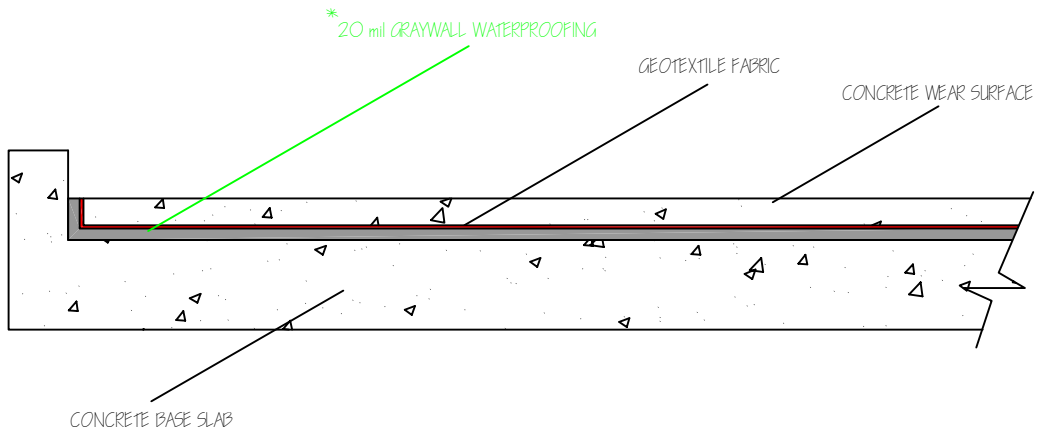 *20 mil GRAYWALL WATERPROOFING
GEOTEXTILE FABRIC
CONCRETE WEAR SURFACE
CONCRETE BASE SLAB